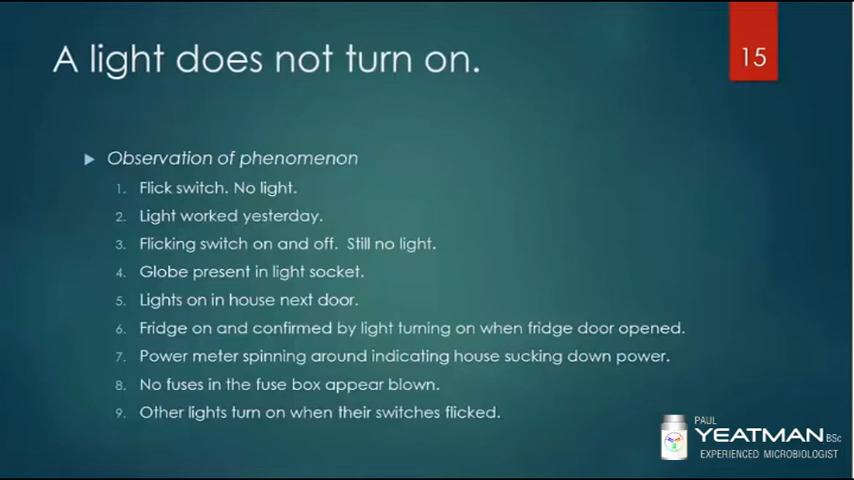 A light does not turn on.
15
Observation of phenomenon
1. Flick switch. No light.
2. Light worked yesterday.
3. Flicking switch on and off. Still no light.
4. Globe present in light socket.
5. Lights on in house next door.
6. Fridge on and confirmed by light turning on when fridge door opened.
7. Power meter spinning around indicating house sucking down power.
8. No fuses in the fuse box appear blown.
9. Other lights turn on when their switches flicked.
PAUL
YEATMAN BSc
EXPERIENCED MICROBIOLOGIST